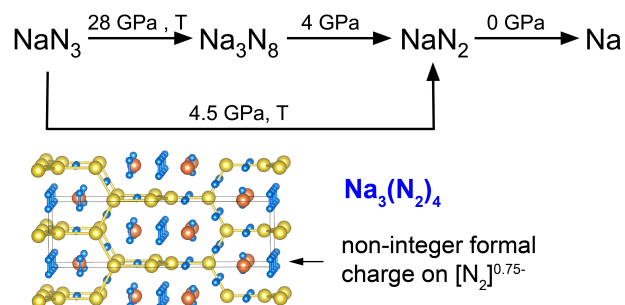 28 GPa , T 4 GPa 0 GPa
NaN₃ Na₃N₈ NaN₂ Na
4.5 GPa, T
Na₃(N₂)₄
non-integer formal
charge on [N₂]⁰·⁷⁵⁻